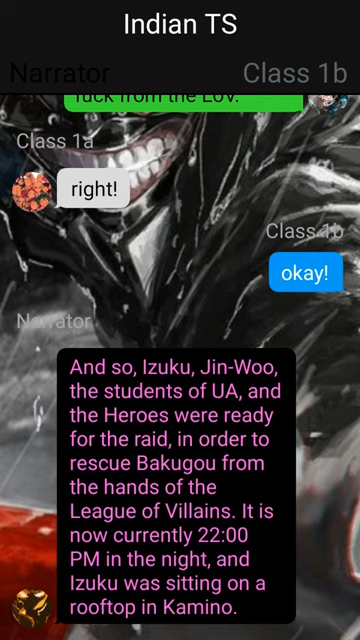 Indian TS
Narrator
Class 1b
fuck from the LoV.
Class 1a
right!
Class 1b
okay!
Narrator
And so, Izuku, Jin-Woo,
the students of UA, and
the Heroes were ready
for the raid, in order to
rescue Bakugou from
the hands of the
League of Villains. It is
now currently 22:00
PM in the night, and
Izuku was sitting on a
rooftop in Kamino.